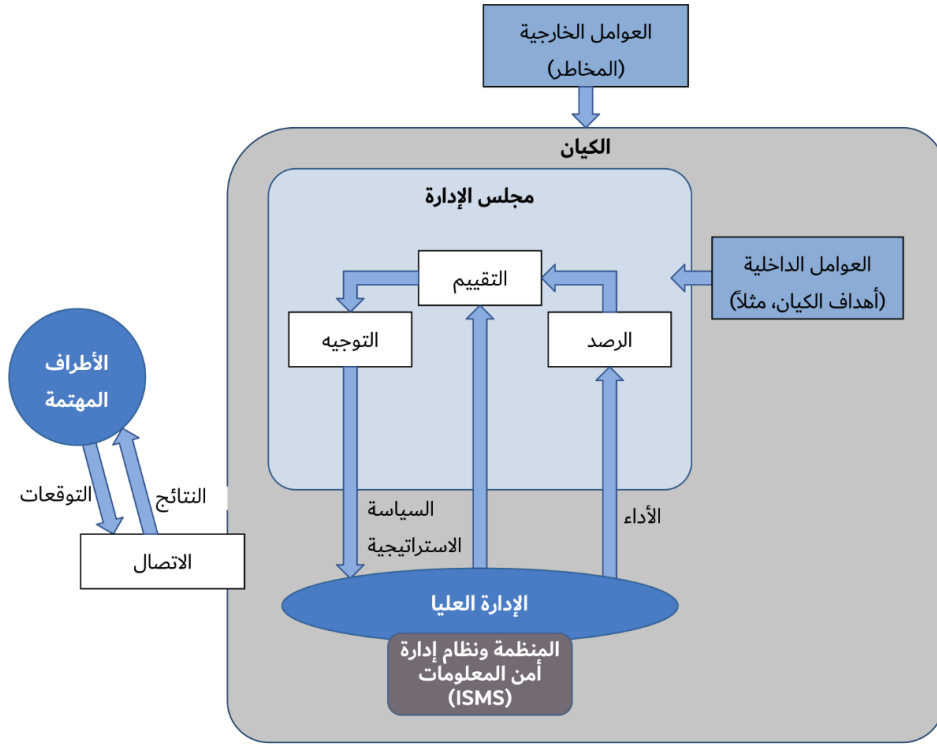 العوامل الخارجية
(المخاطر)
الكيان
مجلس الإدارة
العوامل الداخلية
(أهداف الكيان، مثلاً)
التقييم
التوجيه
الرصد
الأطراف
المهتمة
التوقعات
النتائج
الاتصال
السياسة
الاستراتيجية
الأداء
الإدارة العليا
المنظمة ونظام إدارة
أمن المعلومات
(ISMS)